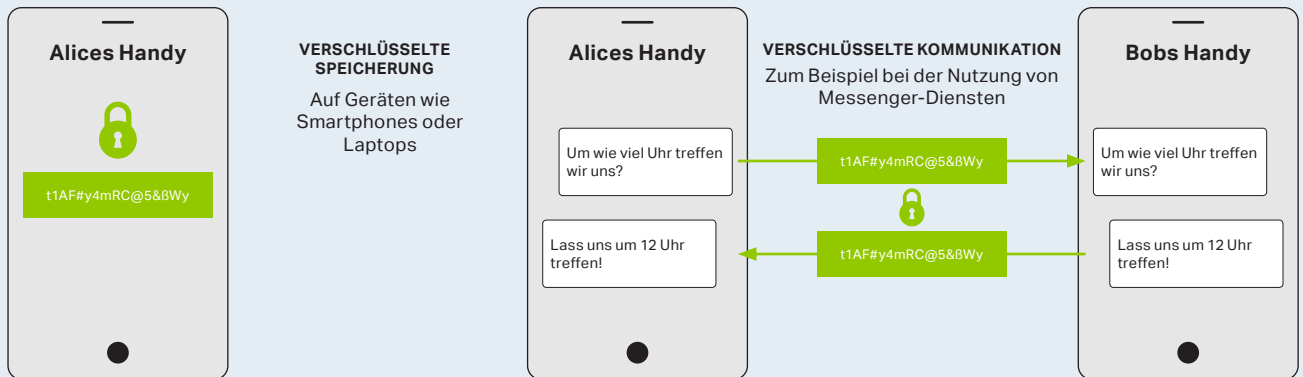 Alices Handy
t1AF#y4mRC@5&ßWy
VERSCHLÜSSELTE
SPEICHERUNG
Auf Geräten wie
Smartphones oder
Laptops
Alices Handy
Um wie viel Uhr treffen
wir uns?
Lass uns um 12 Uhr
treffen!
VERSCHLÜSSELTE KOMMUNIKATION
Zum Beispiel bei der Nutzung von
Messenger-Diensten
t1AF#y4mRC@5&ßWy
t1AF#y4mRC@5&ßWy
Bobs Handy
Um wie viel Uhr treffen
wir uns?
Lass uns um 12 Uhr
treffen!